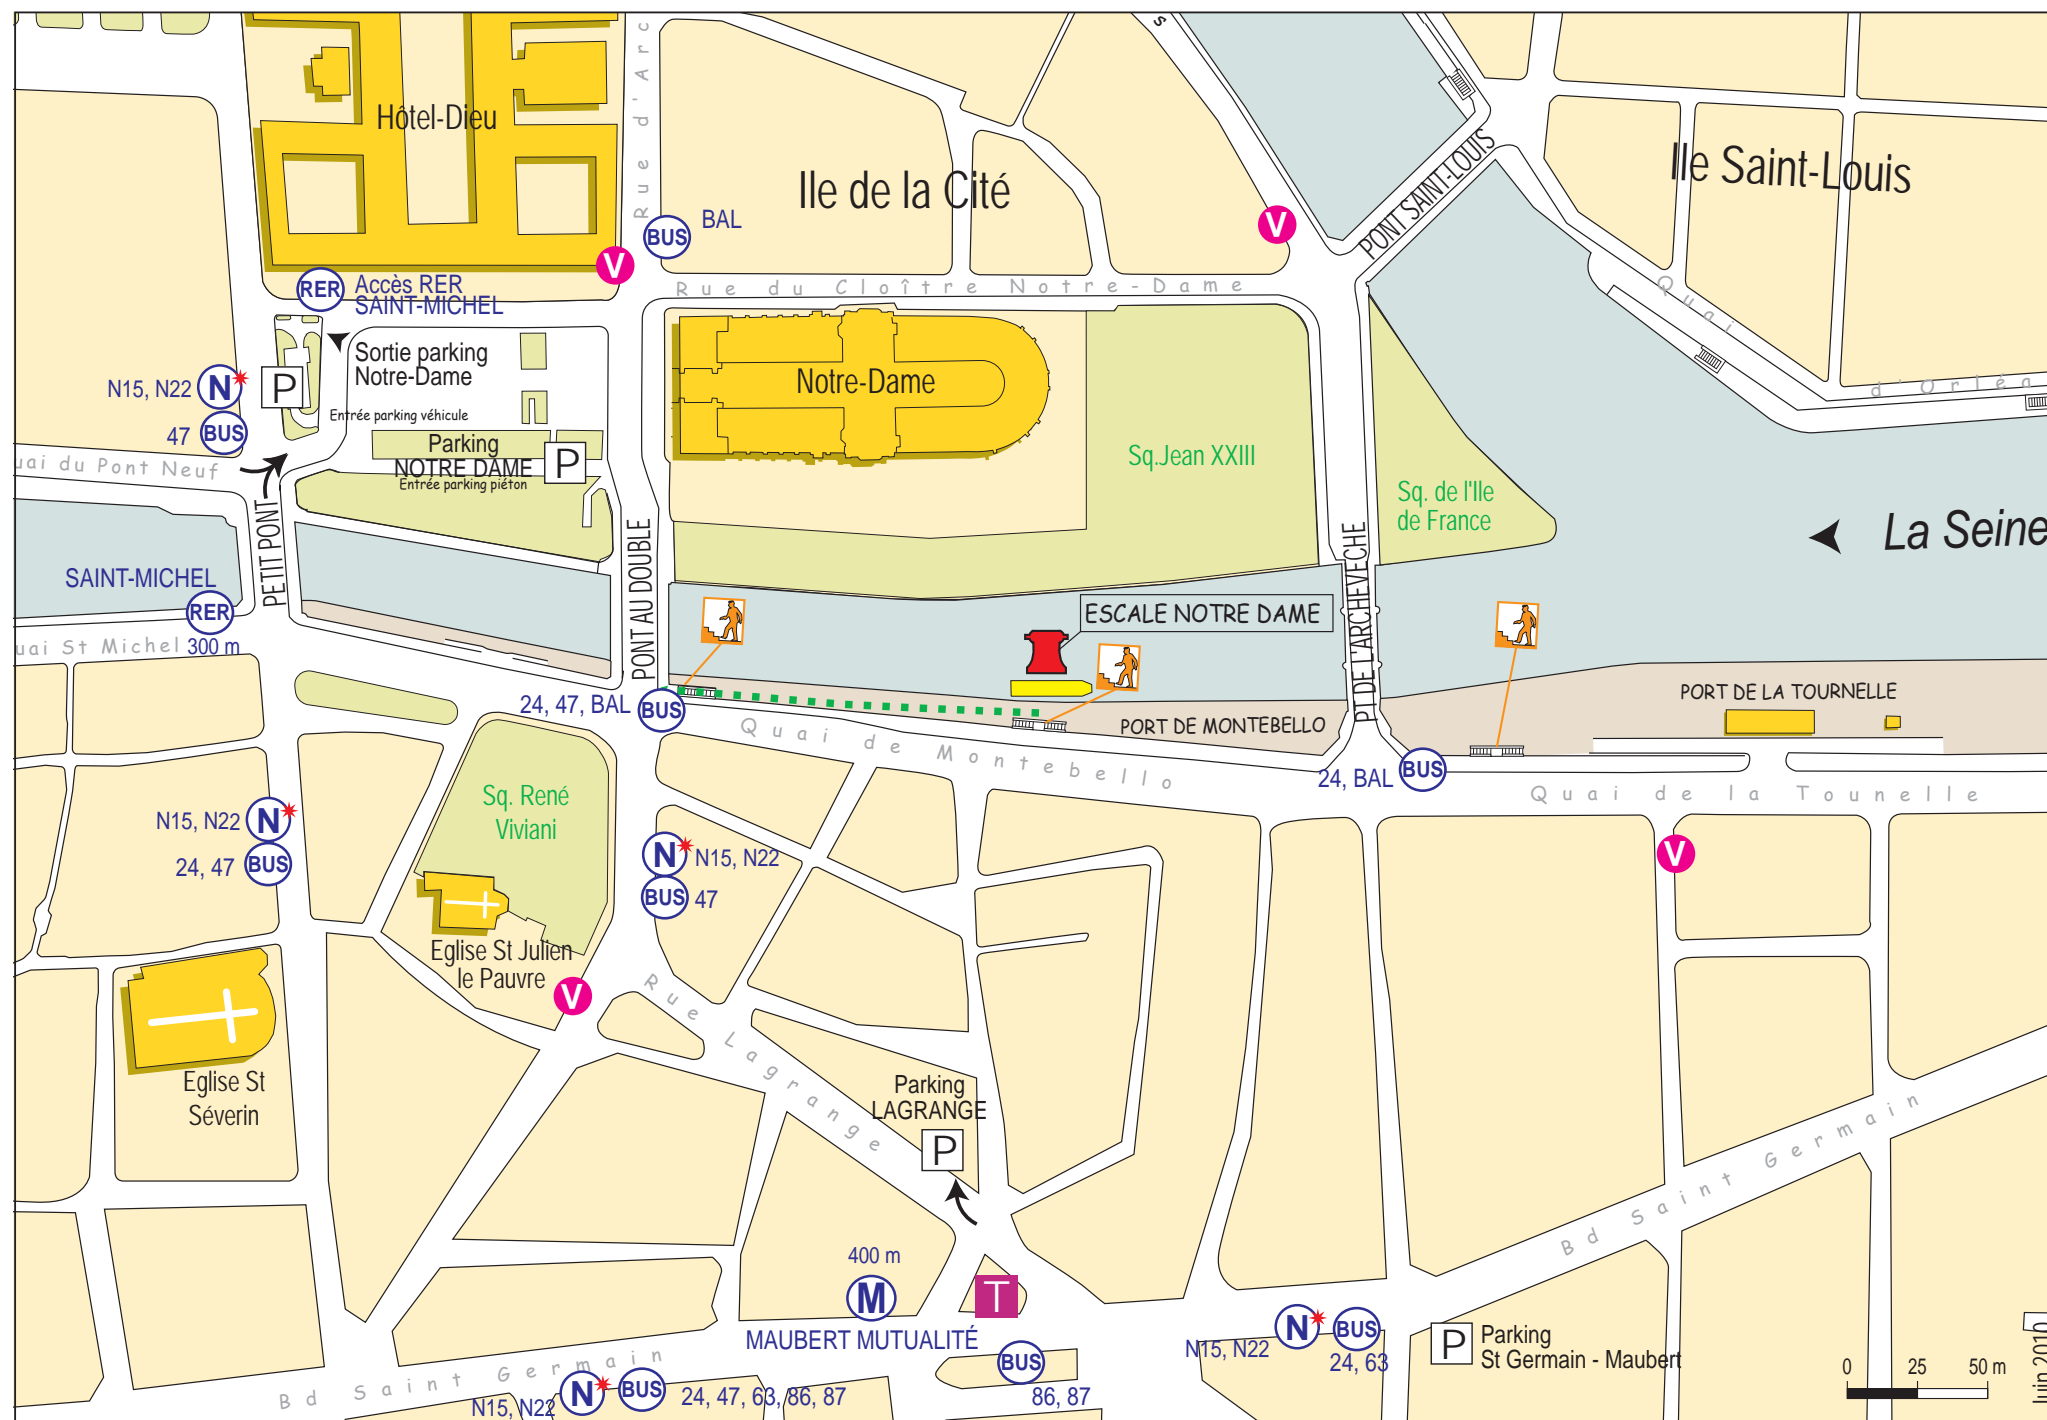 s
Hôtel-Dieu
Rue d'Arc
Ile de la Cité
Ile Saint-Louis
PONT SAINT-LOUIS
BUS
BAL
V
V
RER
Accès RER
SAINT-MICHEL
Rue du Cloître Notre-Dame
Quai
d'Orléa
Sortie parking
Notre-Dame
N15, N22
N
P
Entrée parking véhicule
47
BUS
Parking
NOTRE DAME
P
Entrée parking piéton
Notre-Dame
Sq.Jean XXIII
Sq. de l'Ile
de France
La Seine
uai du Pont Neuf
PETIT PONT
PONT AU DOUBLE
PT DE L'ARCHEVECHE
SAINT-MICHEL
RER
300 m
uai St Michel
ESCALE NOTRE DAME
24, 47, BAL
BUS
PORT DE MONTEBELLO
PORT DE LA TOURNELLE
Quai de Montebello
24, BAL
BUS
Quai de la Tounelle
Sq. René
Viviani
N15, N22
N
24, 47
BUS
N
N15, N22
BUS
47
V
Eglise St Julien
le Pauvre
V
Rue Lagrange
Eglise St
Séverin
Parking
LAGRANGE
P
Bd Saint Germain
400 m
M
MAUBERT MUTUALITÉ
T
N15, N22
N
BUS
24, 63
P
Parking
St Germain - Maubert
BUS
86, 87
Bd Saint Germain
N15, N22
N
BUS
24, 47, 63, 86, 87
0 25 50 m
Juin 2010